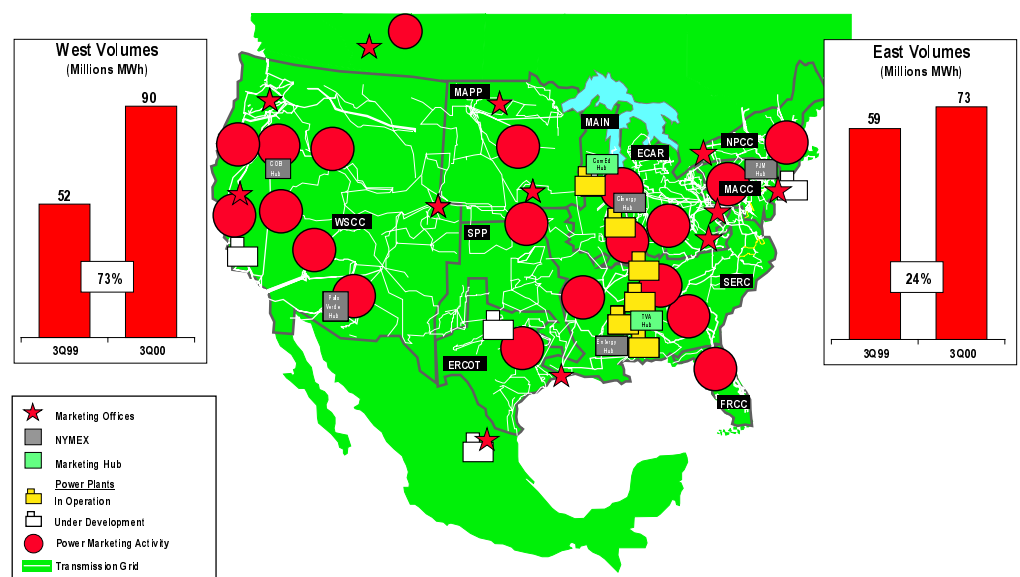 West Volumes
(Millions MWh)
90
52
73%
3Q99
3Q00
East Volumes
(Millions MWh)
73
59
24%
3Q99
3Q00
MAPP
MAIN
ECAR
NPCC
MACC
WSCC
SPP
SERC
ERCOT
FRCC
COB
Hub
ComEd
Hub
Cinergy
Hub
PJM
Hub
Palo
Verde
Hub
TVA
Hub
Entergy
Hub
Marketing Offices
NYMEX
Marketing Hub
Power Plants
In Operation
Under Development
Power Marketing Activity
Transmission Grid